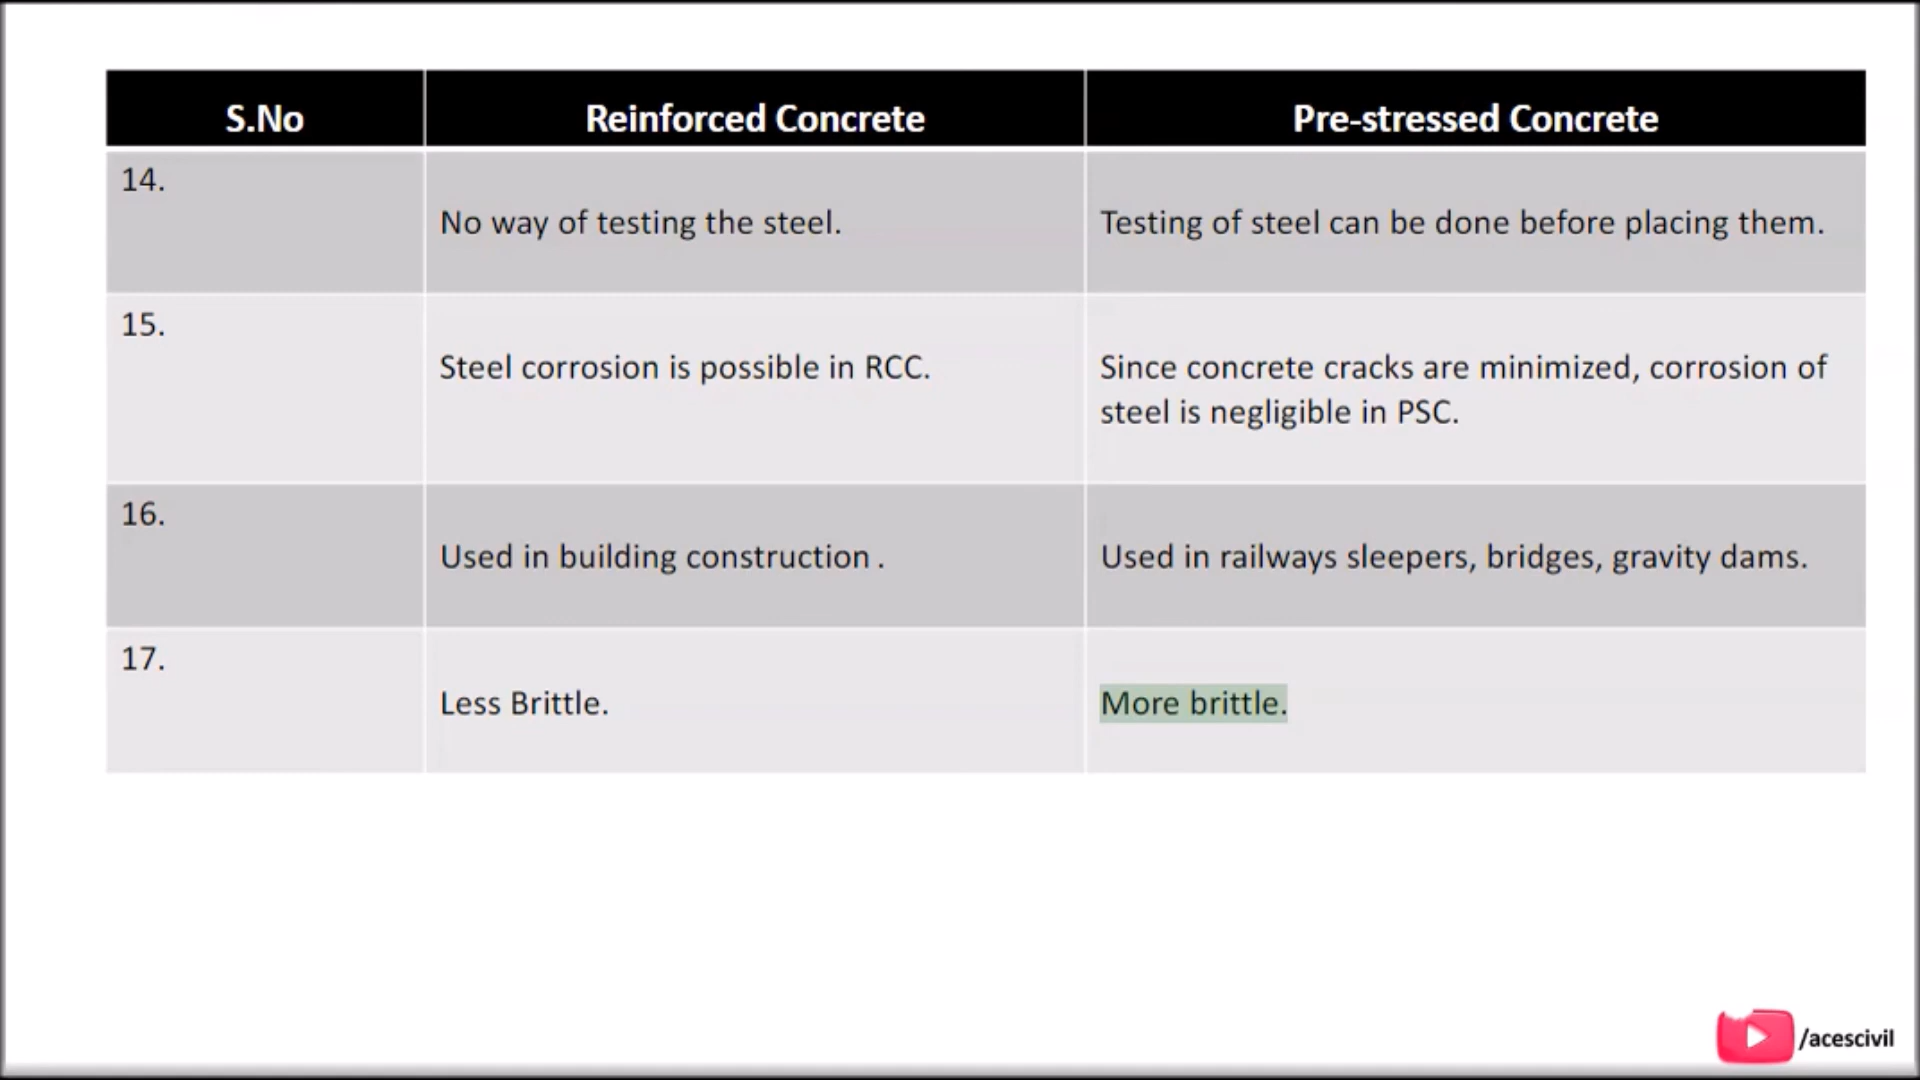 S.No Reinforced Concrete Pre-stressed Concrete
14.
No way of testing the steel. Testing of steel can be done before placing them.
15.
Steel corrosion is possible in RCC. Since concrete cracks are minimized, corrosion of
steel is negligible in PSC.
16.
Used in building construction . Used in railways sleepers, bridges, gravity dams.
17.
Less Brittle. More brittle.
/acescivil